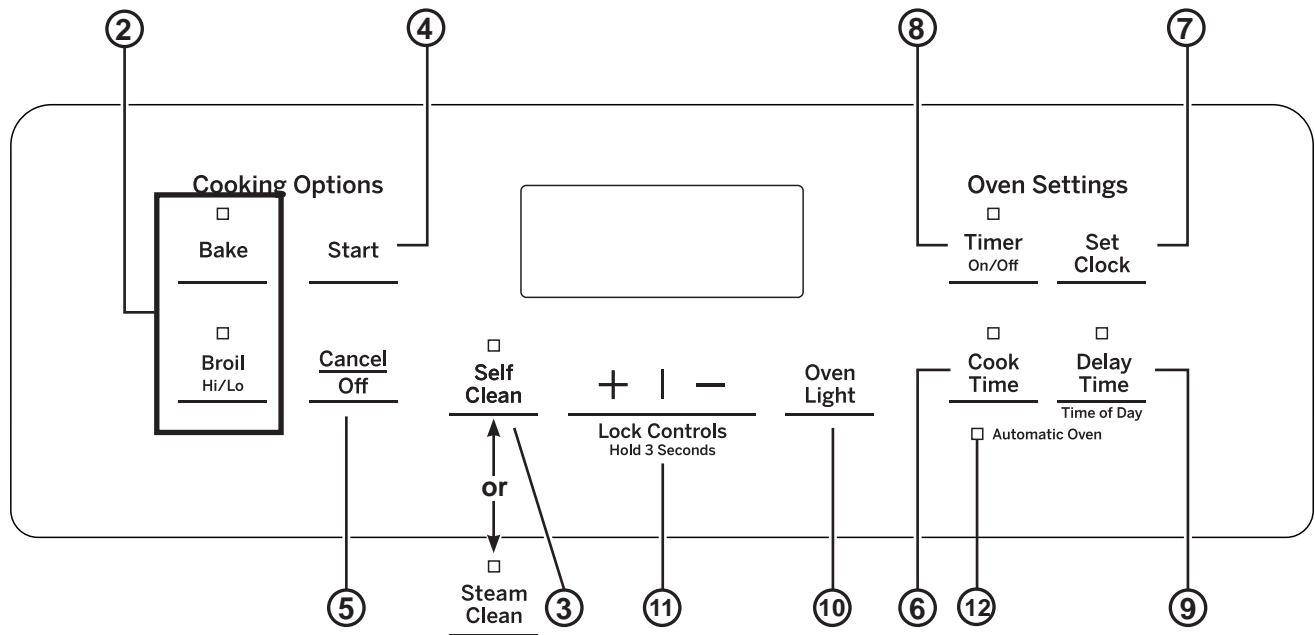 2 4 8 7
Cooking Options
Oven Settings
Bake
Start
Timer
On/Off
Set
Clock
Broil
Hi/Lo
Cancel
Off
Self
Clean
+ | −
Lock Controls
Hold 3 Seconds
Oven
Light
Cook
Time
Delay
Time
Time of Day
Automatic Oven
or
Steam
Clean
5 3 11 10 6 12 9